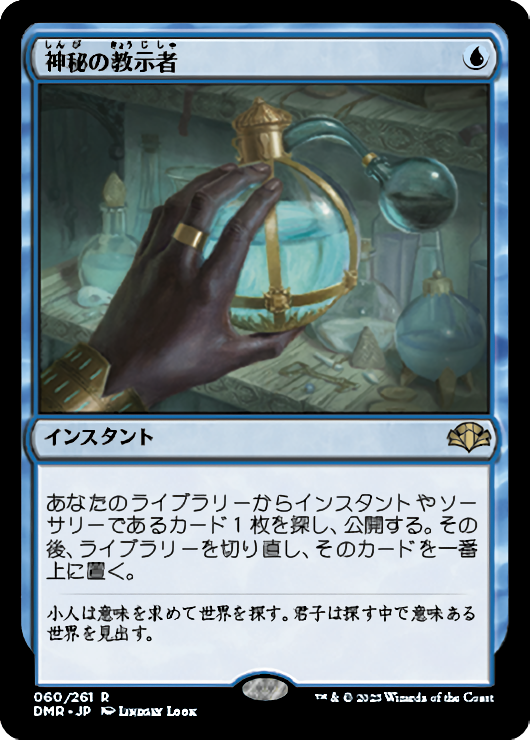 しんぴ きょうじしゃ
神秘の教示者
インスタント
あなたのライブラリーからインスタントやソー
サリーであるカード１枚を探し、公開する。その
後、ライブラリーを切り直し、そのカードを一番
上に置く。
小人は意味を求めて世界を探す。君子は探す中で意味ある
世界を見出す。
060/261 R
DMR • JP Lindsey Look
™ & © 2023 Wizards of the Coast